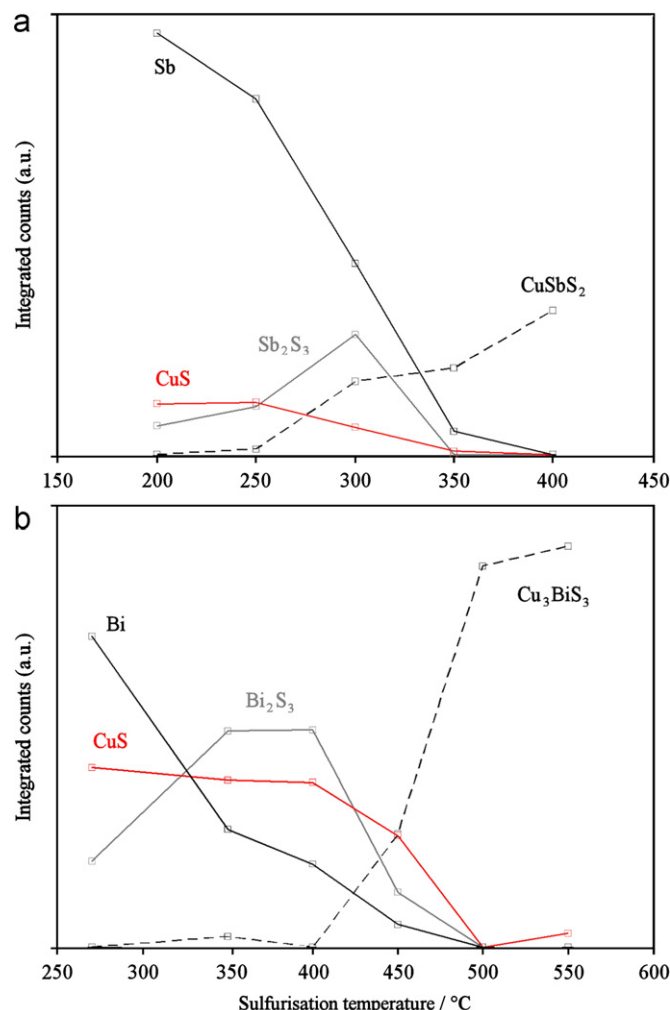 a
Integrated counts (a.u.)
Sb
CuSbS₂
Sb₂S₃
CuS
150 200 250 300 350 400 450
b
Integrated counts (a.u.)
Bi
Cu₃BiS₃
Bi₂S₃
CuS
250 300 350 400 450 500 550 600
Sulfurisation temperature / °C